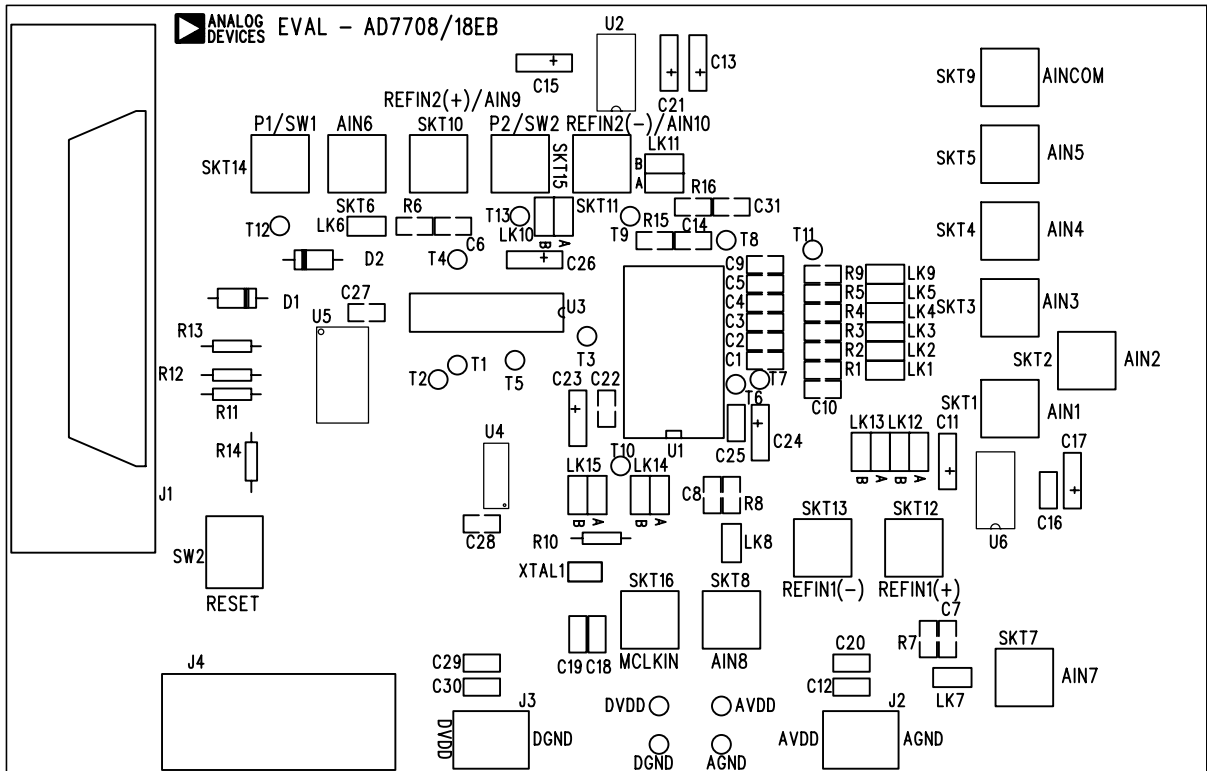 ANALOG
DEVICES
EVAL - AD7708/18EB
U2
C15
C21
C13
SKT9
AINCOM
REFIN2(+)/AIN9
P1/SW1
AIN6
SKT10
P2/SW2
REFIN2(-)/AIN10
SKT14
SKT15
LK11
B
A
SKT5
AIN5
SKT6
LK6
R6
C6
T12
T13
LK10
B
A
SKT11
T9
R16
C31
R15
C14
T8
T11
SKT4
AIN4
D2
T4
C26
C9
C5
C4
C3
C2
C1
R9
R5
R4
R3
R2
R1
LK9
LK5
LK4
LK3
LK2
LK1
SKT3
AIN3
D1
C27
U5
U3
R13
R12
R11
R14
T1
T2
T5
T3
C23
C22
T7
T6
C10
SKT2
AIN2
SKT1
AIN1
U4
T10
U1
C25
C24
LK13
LK12
C11
C17
B
A
B
A
LK15
LK14
B
A
B
A
C8
R8
C16
U6
J1
C28
R10
LK8
SKT13
SKT12
SW2
RESET
XTAL1
REFIN1(-)
REFIN1(+)
SKT16
SKT8
C19
C18
MCLKIN
AIN8
C7
R7
SKT7
AIN7
LK7
J4
C29
C30
C20
C12
J3
DVDD
DGND
DVDD
AVDD
DGND
AGND
J2
AVDD
AGND